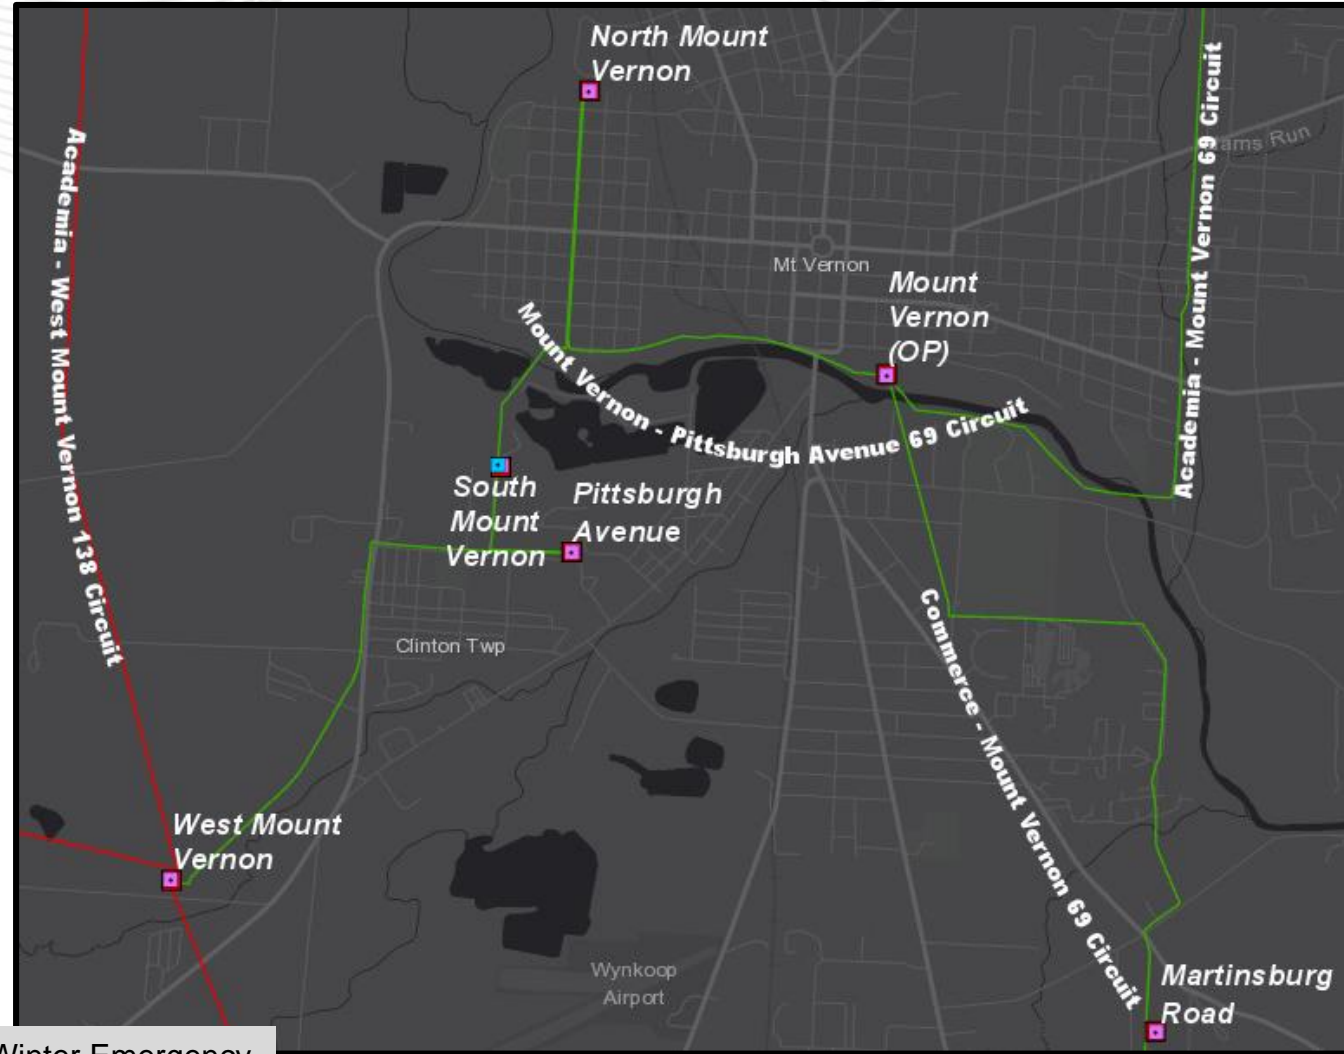 North Mount
Vernon
Academia - Mount Vernon 69 Circuit
Academia - West Mount Vernon 138 Circuit
Mt Vernon
Mount
Vernon
(OP)
Mount Vernon - Pittsburgh Avenue 69 Circuit
South
Mount
Vernon
Pittsburgh
Avenue
Commerce - Mount Vernon 69 Circuit
Clinton Twp
West Mount
Vernon
Wynkoop
Airport
Martinsburg
Road
Winter Emergency